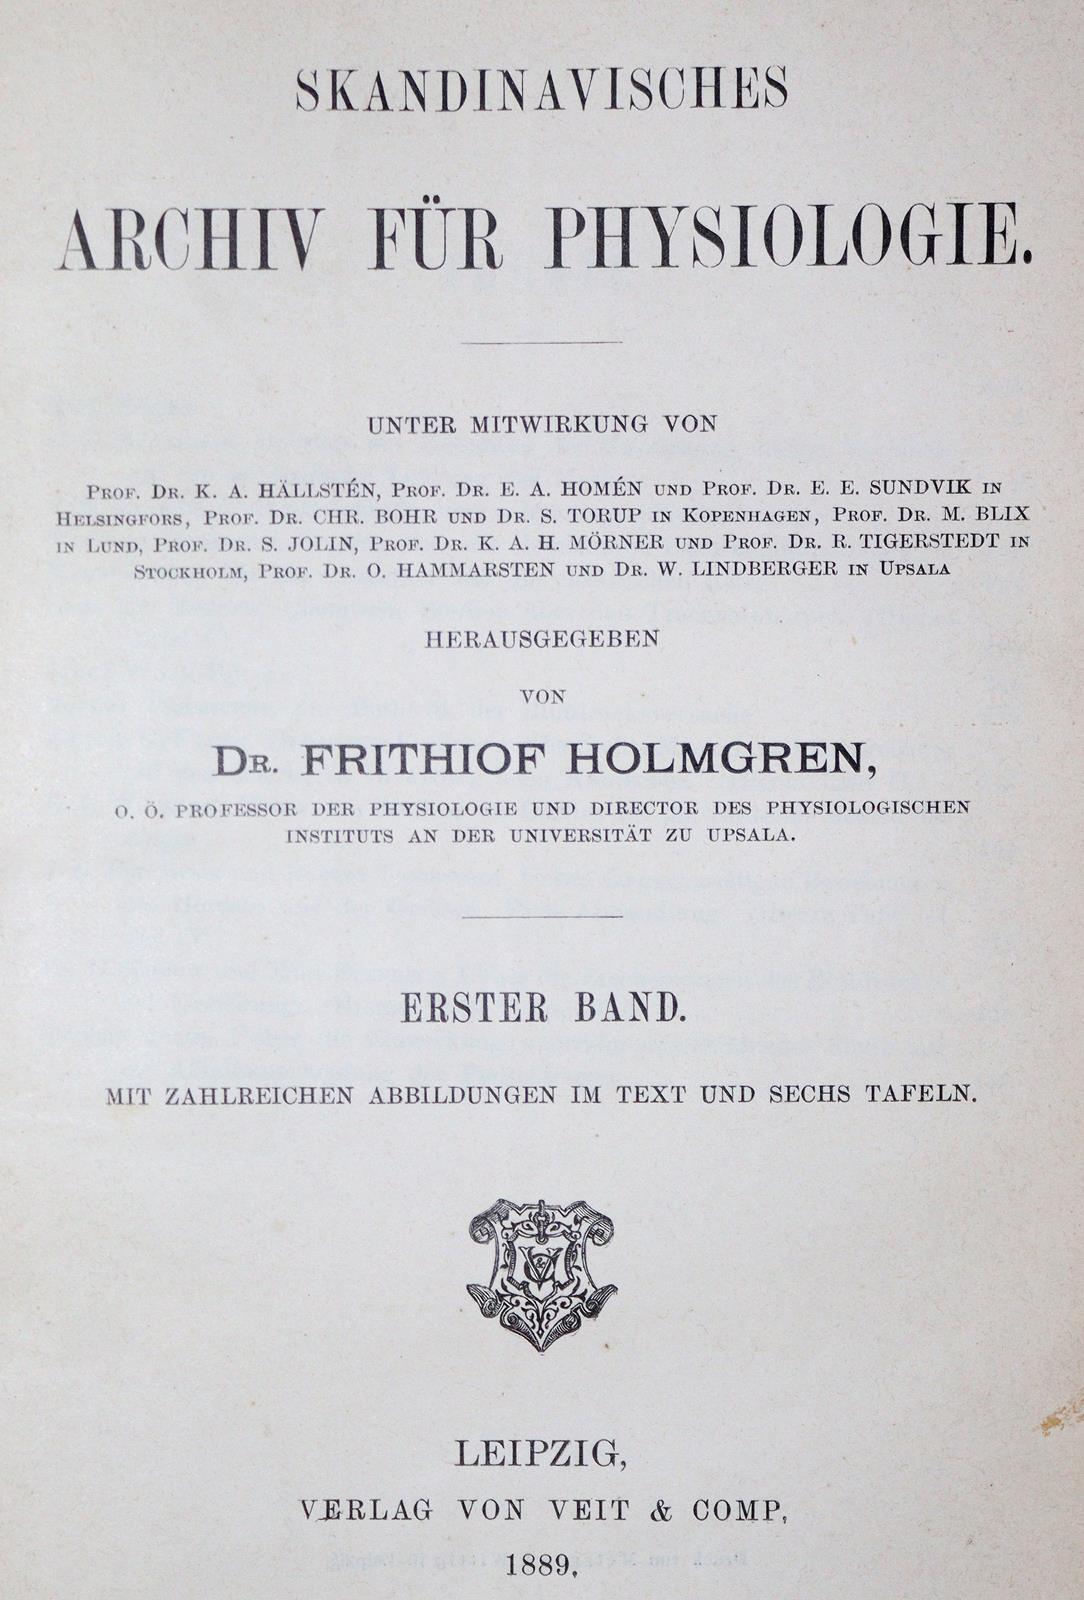 SKANDINAVISCHES
ARCHIV FÜR PHYSIOLOGIE.
UNTER MITWIRKUNG VON
PROF. DR. K. A. HÄLLSTÉN, PROF. DR. E. A. HOMÉN UND PROF. DR. E. E. SUNDVIK IN
HELSINGFORS, PROF. DR. CHR. BOHR UND DR. S. TORUP IN KOPENHAGEN, PROF. DR. M. BLIX
IN LUND, PROF. DR. S. JOLIN, PROF. DR. K. A. H. MÖRNER UND PROF. DR. R. TIGERSTEDT IN
STOCKHOLM, PROF. DR. O. HAMMARSTEN UND DR. W. LINDBERGER IN UPSALA
HERAUSGEGEBEN
VON
DR. FRITHIOF HOLMGREN,
O. Ö. PROFESSOR DER PHYSIOLOGIE UND DIRECTOR DES PHYSIOLOGISCHEN
INSTITUTS AN DER UNIVERSITÄT ZU UPSALA.
ERSTER BAND.
MIT ZAHLREICHEN ABBILDUNGEN IM TEXT UND SECHS TAFELN.
V&C
LEIPZIG,
VERLAG VON VEIT & COMP.
1889.